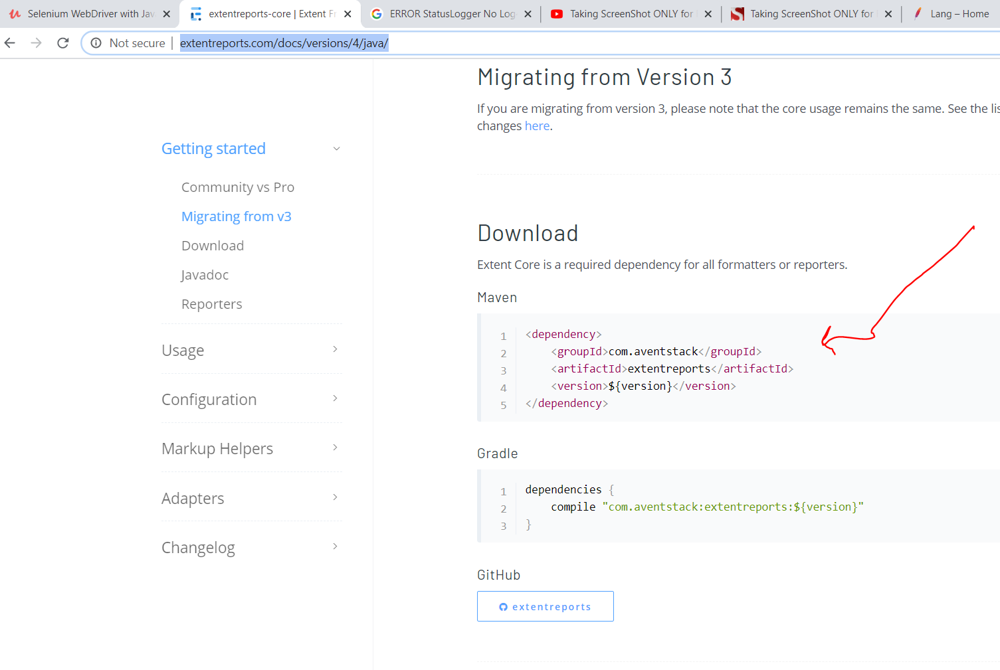 Selenium WebDriver with Jav
extentreports-core | Extent Fr
ERROR StatusLogger No Log
Taking ScreenShot ONLY for
Taking ScreenShot ONLY for
Lang – Home
Not secure | extentreports.com/docs/versions/4/java/
Getting started
Community vs Pro
Migrating from v3
Download
Javadoc
Reporters
Usage
Configuration
Markup Helpers
Adapters
Changelog
Migrating from Version 3
If you are migrating from version 3, please note that the core usage remains the same. See the lis
changes here.
Download
Extent Core is a required dependency for all formatters or reporters.
Maven
1 <dependency>
2 <groupId>com.aventstack</groupId>
3 <artifactId>extentreports</artifactId>
4 <version>${version}</version>
5 </dependency>
Gradle
1 dependencies {
2 compile "com.aventstack:extentreports:${version}"
3 }
GitHub
extentreports